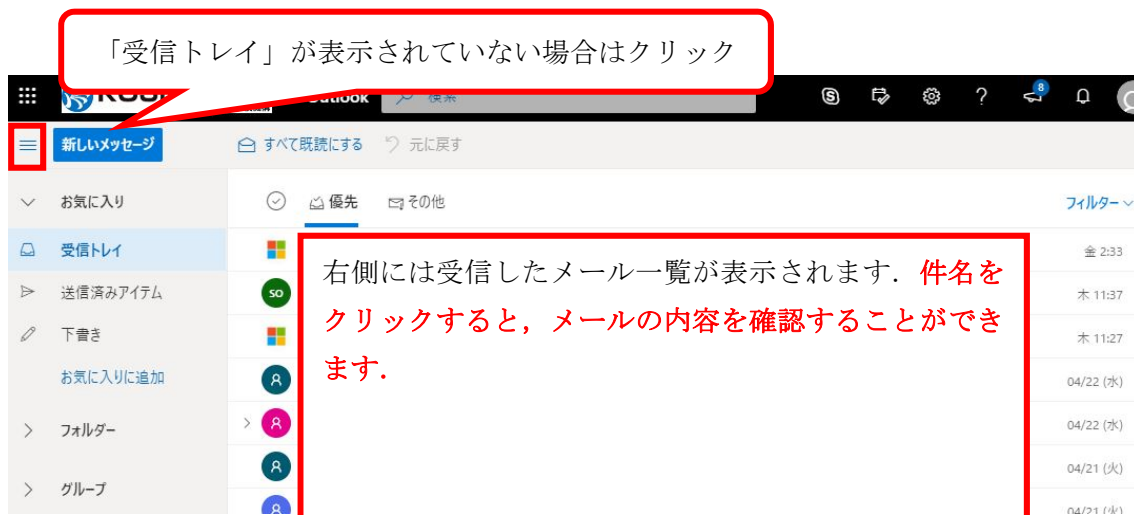 「受信トレイ」が表示されていない場合はクリック
Outlook
検索
8
新しいメッセージ
すべて既読にする
元に戻す
お気に入り
優先
その他
フィルター
受信トレイ
金 2:33
右側には受信したメール一覧が表示されます．件名を
クリックすると，メールの内容を確認することができ
ます．
送信済みアイテム
SO
木 11:37
下書き
木 11:27
お気に入りに追加
04/22 (水)
フォルダー
04/22 (水)
04/21 (火)
グループ
04/21 (火)